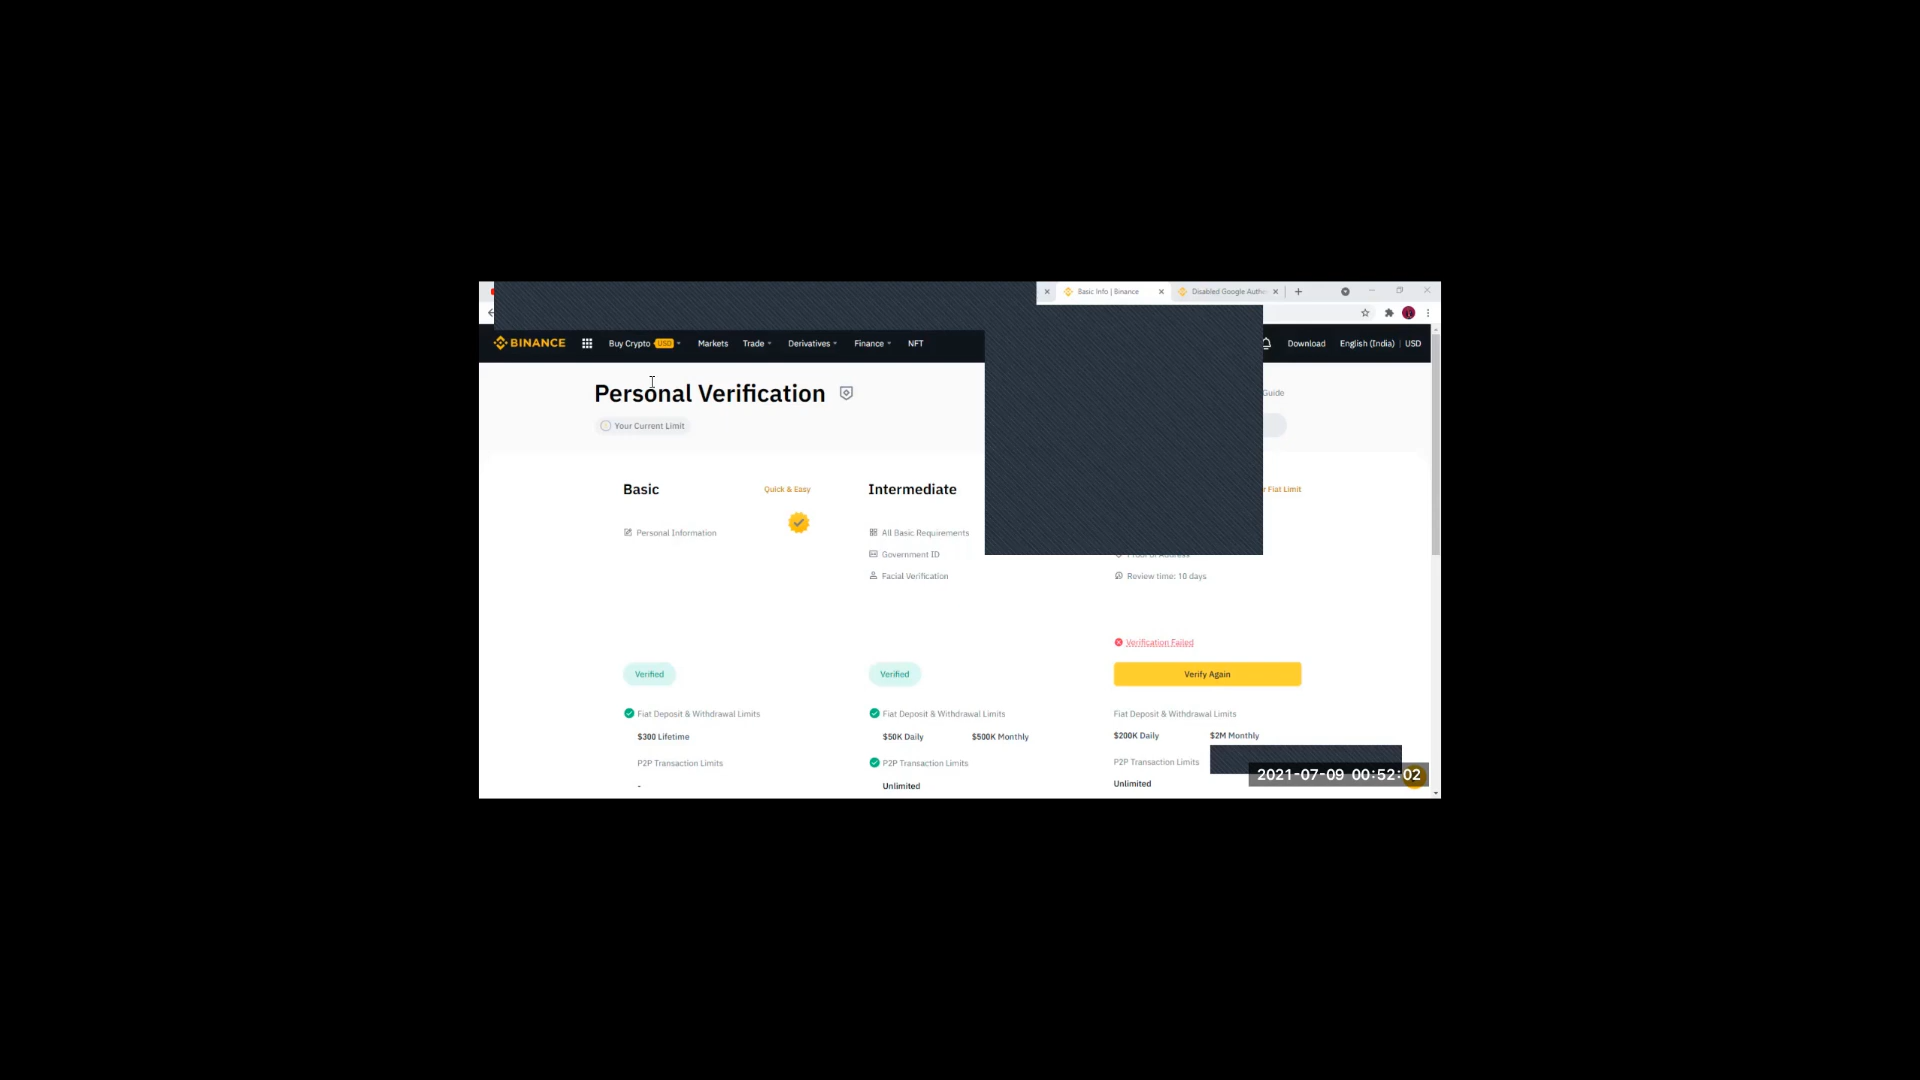 Basic Info | Binance
Disabled Google Authe
BINANCE Buy Crypto USD Markets Trade Derivatives Finance NFT Download English (India) | USD
Personal Verification
Guide
Your Current Limit
Basic Quick & Easy Intermediate Fiat Limit
Personal Information All Basic Requirements
Government ID
Facial Verification Review time: 10 days
Verification Failed
Verified Verified Verify Again
Fiat Deposit & Withdrawal Limits Fiat Deposit & Withdrawal Limits Fiat Deposit & Withdrawal Limits
$300 Lifetime $50K Daily $500K Monthly $200K Daily $2M Monthly
P2P Transaction Limits P2P Transaction Limits P2P Transaction Limits
- Unlimited Unlimited
2021-07-09 00:52:02